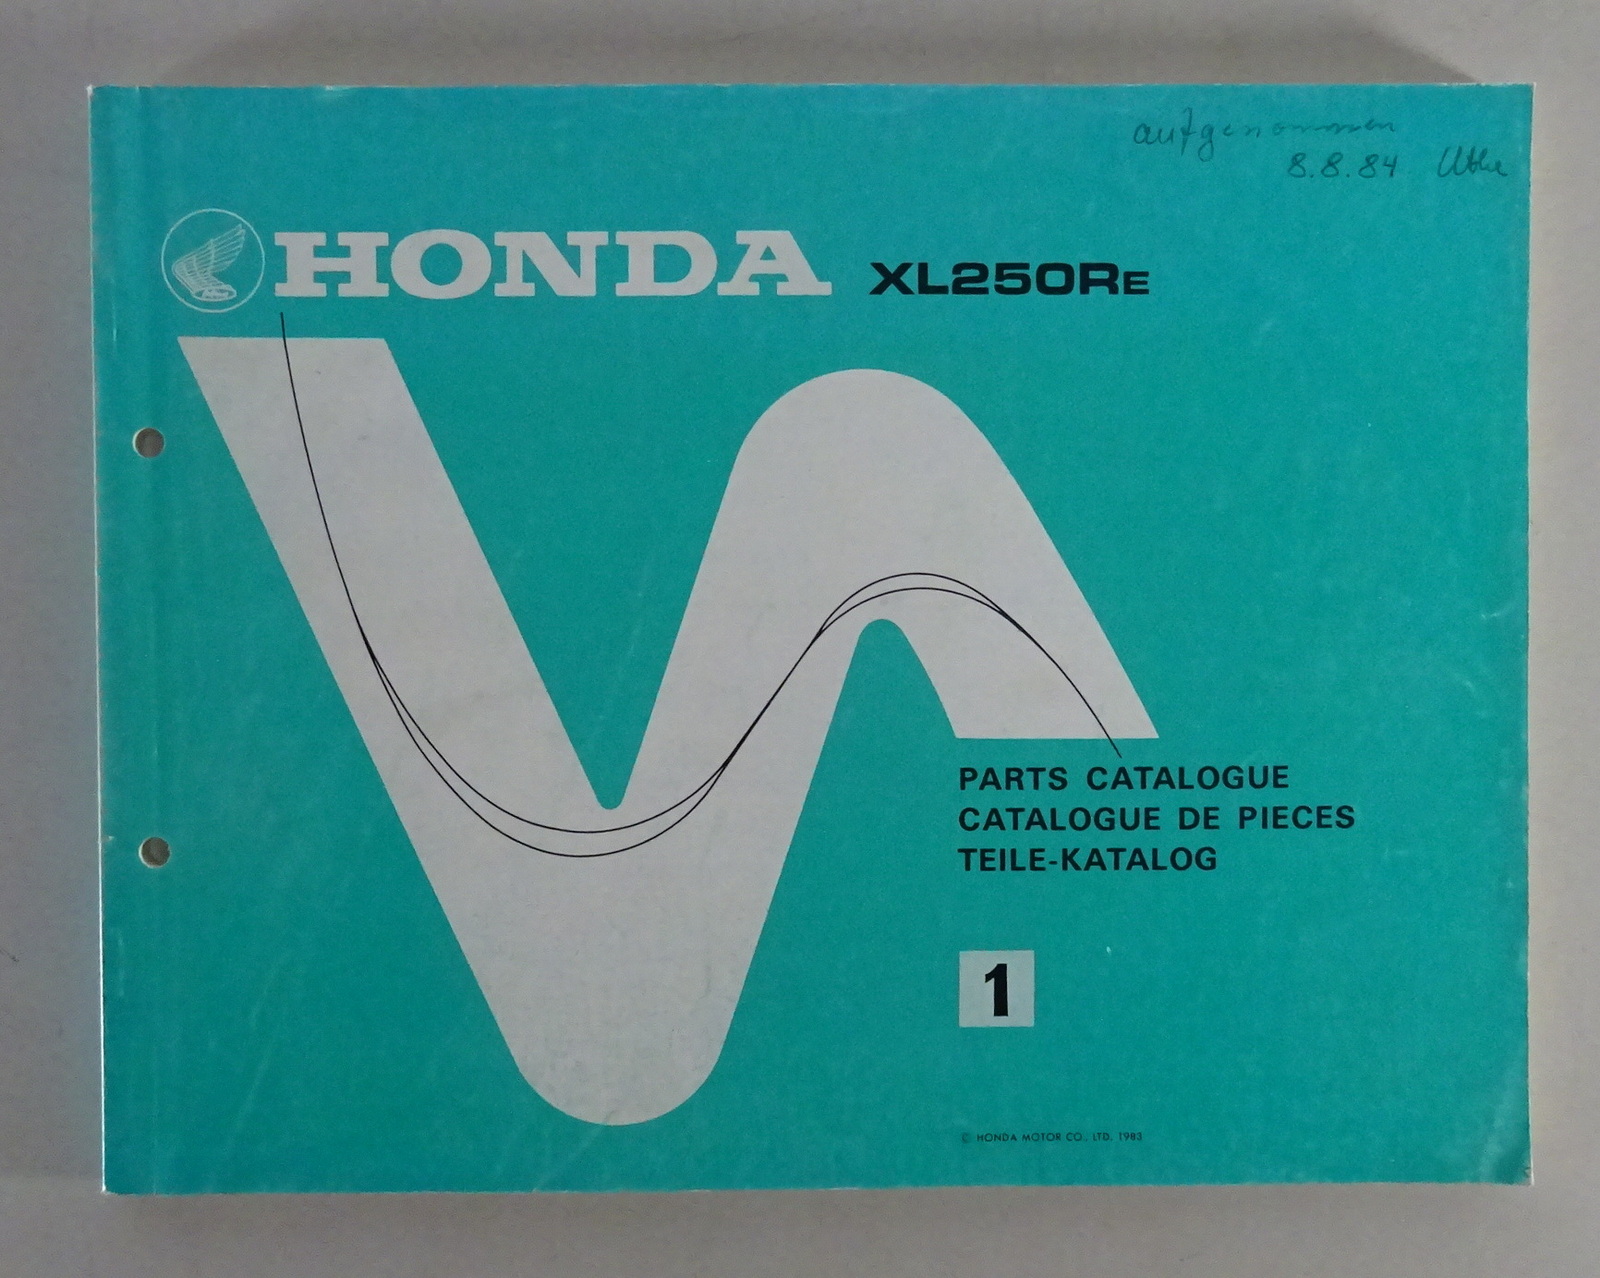 aufgenommen
8.8.84
HONDA XL250RE
PARTS CATALOGUE
CATALOGUE DE PIECES
TEILE-KATALOG
1
© HONDA MOTOR CO., LTD. 1983